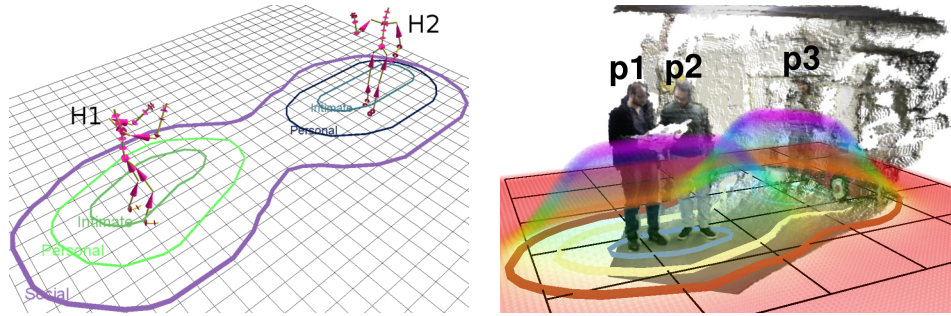 H1
H2
Intimate
Personal
Intimate
Personal
Social
p1
p2
p3